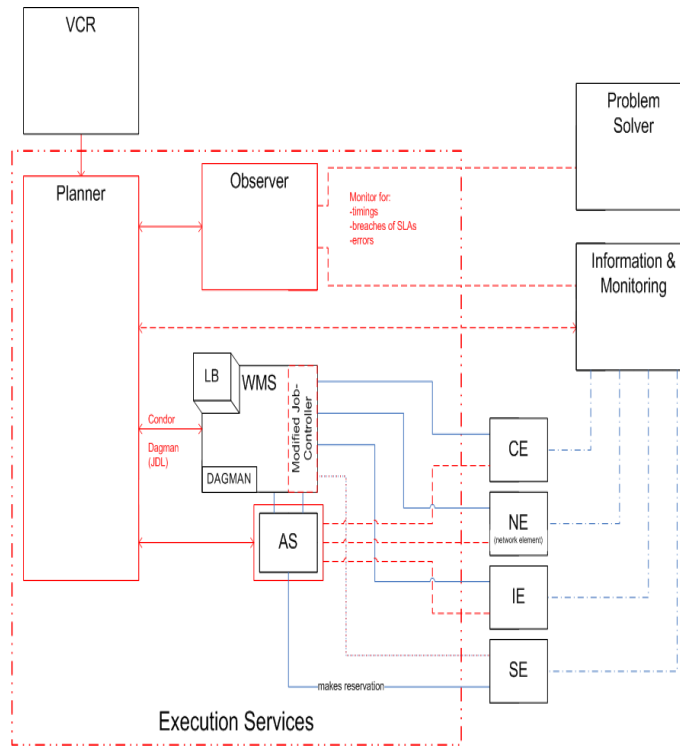 VCR
Problem
Solver
Planner
Observer
Monitor for:
-timings
-breaches of SLAs
-errors
Information &
Monitoring
LB
WMS
Modified Job-
Controller
Condor
Dagman
(JDL)
DAGMAN
CE
NE
(network element)
AS
IE
SE
makes reservation
Execution Services